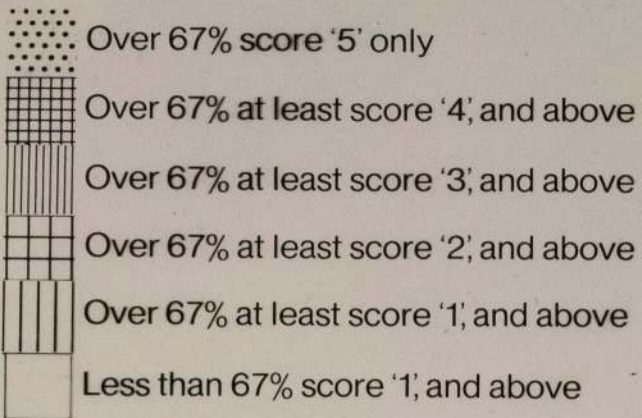 Over 67% score ‘5’ only
Over 67% at least score ‘4’, and above
Over 67% at least score ‘3’, and above
Over 67% at least score ‘2’, and above
Over 67% at least score ‘1’, and above
Less than 67% score ‘1’, and above